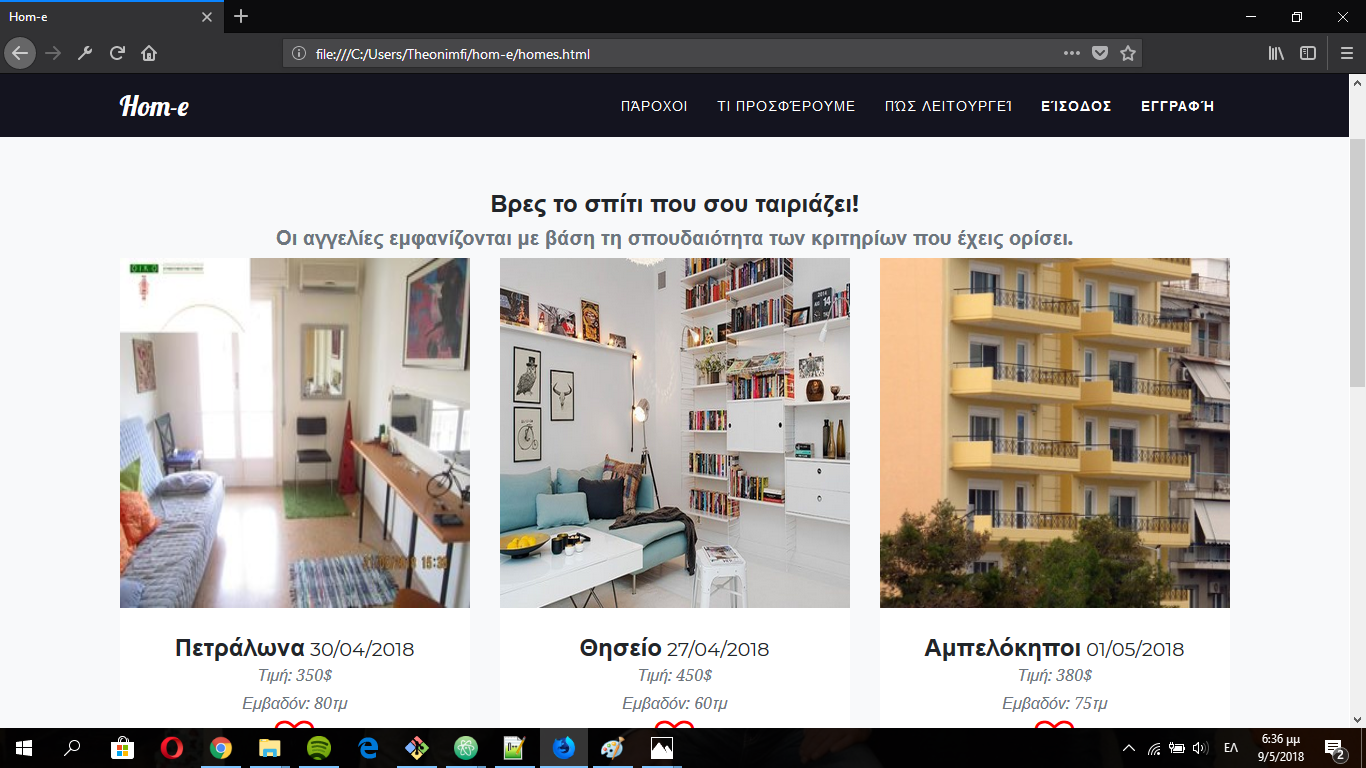 Hom-e
file:///C:/Users/Theonimfi/hom-e/homes.html
Hom-e
ΠΆΡΟΧΟΙ ΤΙ ΠΡΟΣΦΈΡΟΥΜΕ ΠΏΣ ΛΕΙΤΟΥΡΓΕΊ ΕΊΣΟΔΟΣ ΕΓΓΡΑΦΉ
Βρες το σπίτι που σου ταιριάζει!
Οι αγγελίες εμφανίζονται με βάση τη σπουδαιότητα των κριτηρίων που έχεις ορίσει.
Πετράλωνα 30/04/2018
Τιμή: 350$
Εμβαδόν: 80τμ
Θησείο 27/04/2018
Τιμή: 450$
Εμβαδόν: 60τμ
Αμπελόκηποι 01/05/2018
Τιμή: 380$
Εμβαδόν: 75τμ
ΕΛ
6:36 μμ
9/5/2018
2